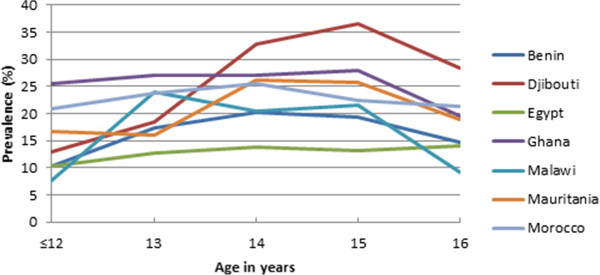 40
35
30
25
20
15
10
5
0
Prevalence (%)
≤12 13 14 15 16
Age in years
Benin
Djibouti
Egypt
Ghana
Malawi
Mauritania
Morocco